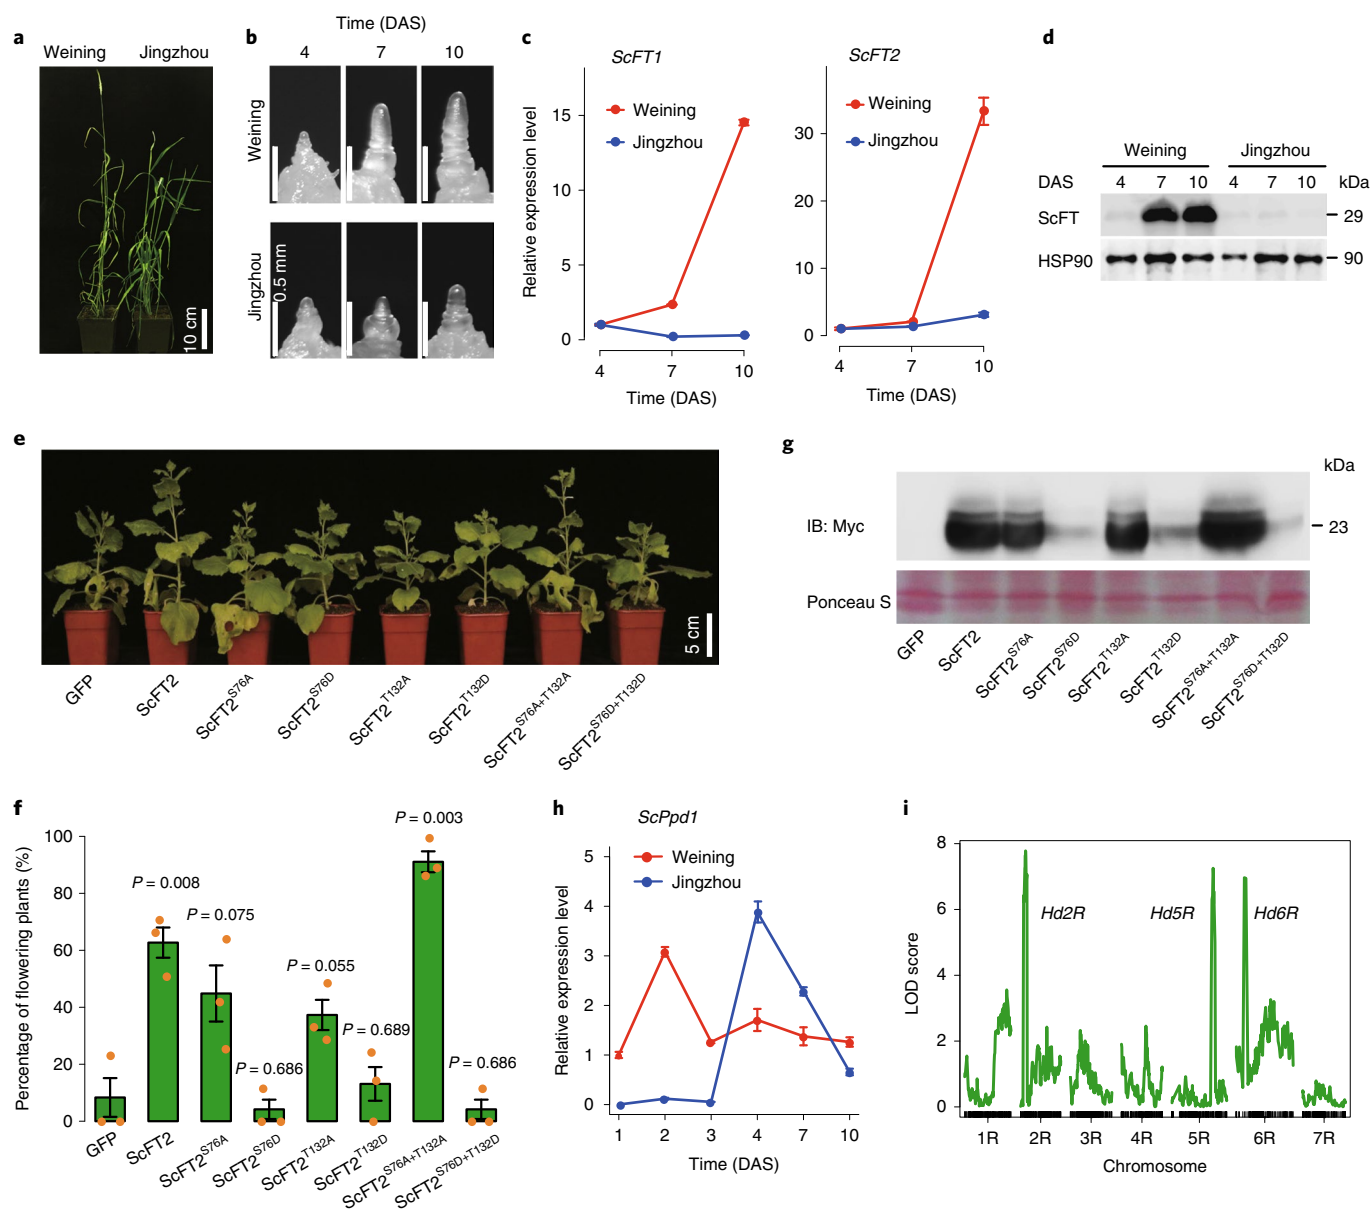 a
Weining
Jingzhou
10 cm
b
Time (DAS)
4
7
10
Weining
Jingzhou
0.5 mm
c
ScFT1
Relative expression level
15
10
5
0
Weining
Jingzhou
4
7
10
Time (DAS)
ScFT2
30
20
10
0
Weining
Jingzhou
4
7
10
Time (DAS)
d
Weining
Jingzhou
DAS
4
7
10
4
7
10
kDa
ScFT
29
HSP90
90
e
5 cm
GFP
ScFT2
ScFT2S76A
ScFT2S76D
ScFT2T132A
ScFT2T132D
ScFT2S76A+T132A
ScFT2S76D+T132D
g
kDa
IB: Myc
23
Ponceau S
GFP
ScFT2
ScFT2S76A
ScFT2S76D
ScFT2T132A
ScFT2T132D
ScFT2S76A+T132A
ScFT2S76D+T132D
f
Percentage of flowering plants (%)
100
80
60
40
20
0
P = 0.008
P = 0.075
P = 0.686
P = 0.055
P = 0.689
P = 0.003
P = 0.686
GFP
ScFT2
ScFT2S76A
ScFT2S76D
ScFT2T132A
ScFT2T132D
ScFT2S76A+T132A
ScFT2S76D+T132D
h
ScPpd1
Relative expression level
5
4
3
2
1
0
Weining
Jingzhou
1
2
3
4
7
10
Time (DAS)
i
LOD score
8
6
4
2
0
Hd2R
Hd5R
Hd6R
1R
2R
3R
4R
5R
6R
7R
Chromosome